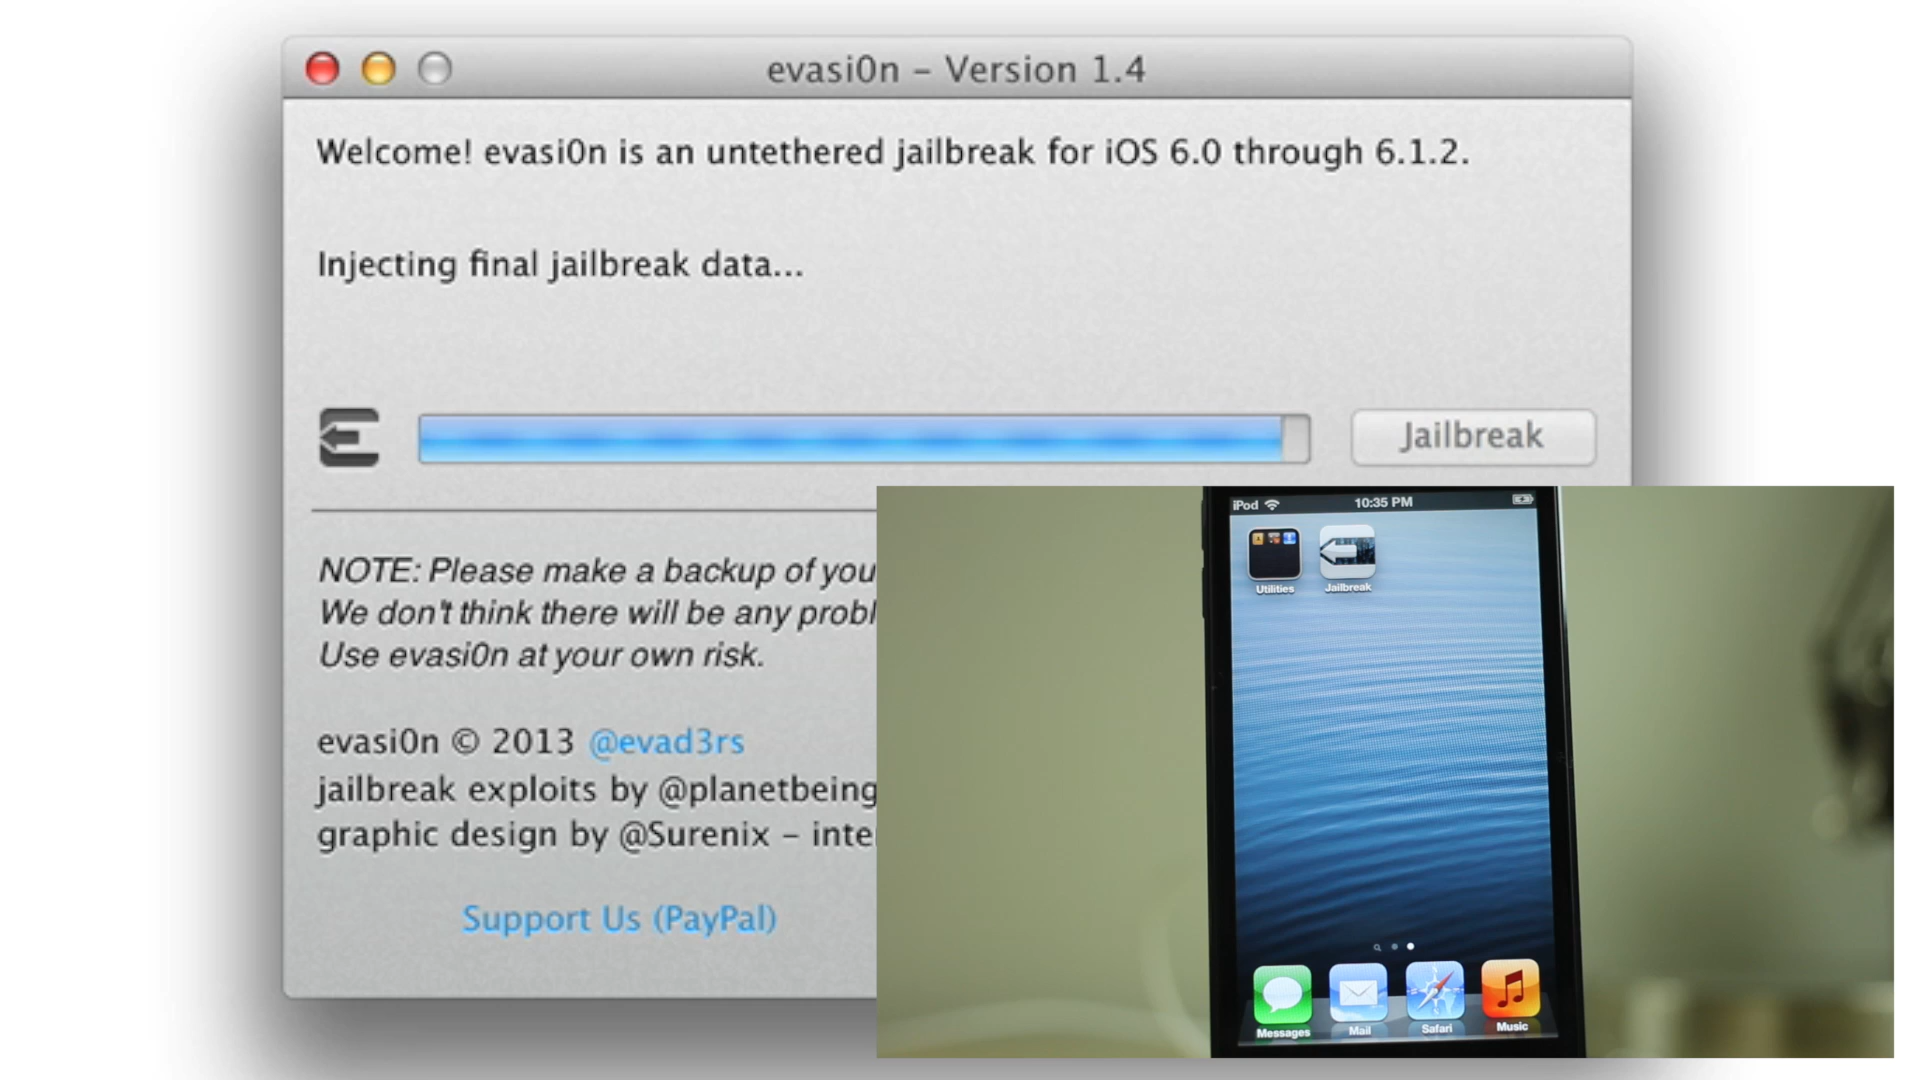 evasi0n – Version 1.4
Welcome! evasi0n is an untethered jailbreak for iOS 6.0 through 6.1.2.
Injecting final jailbreak data...
Jailbreak
NOTE: Please make a backup of you
We don't think there will be any probl
Use evasi0n at your own risk.
evasi0n © 2013 @evad3rs
jailbreak exploits by @planetbeing
graphic design by @Surenix – inte
Support Us (PayPal)
iPod 10:35 PM
Utilities Jailbreak
Messages Mail Safari Music